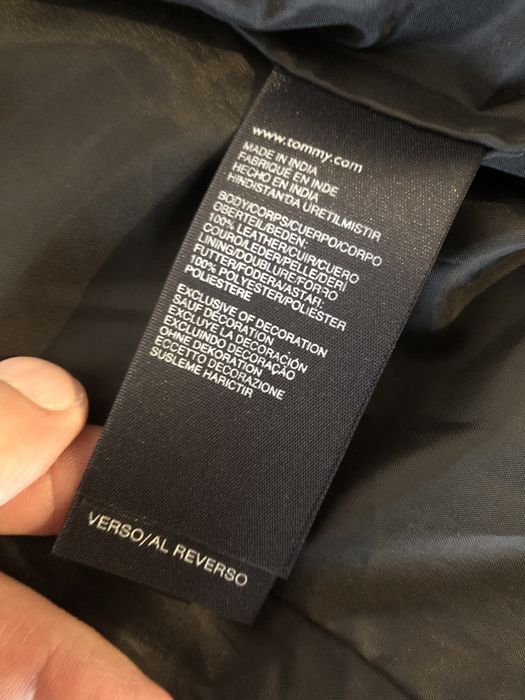 www.tommy.com
MADE IN INDIA
FABRIQUÉ EN INDE
HECHO EN INDIA
HINDISTAN'DA ÜRETILMISTIR
BODY/CORPS/CUERPO/CORPO
OBERTEIL/BEDEN:
100% LEATHER/CUIR/CUERO
COURO/LEDER/PELLE/DERI
LINING/DOUBLURE/FORRO
FUTTER/FODERA/ASTAR:
100% POLYESTER/POLIÉSTER
POLIESTERE
EXCLUSIVE OF DECORATION
SAUF DÉCORATION
EXCLUYE LA DECORACIÓN
EXCLUINDO DECORAÇÃO
OHNE DEKORATION
ECCETTO DECORAZIONE
SUSLEME HARICTIR
VERSO/AL REVERSO